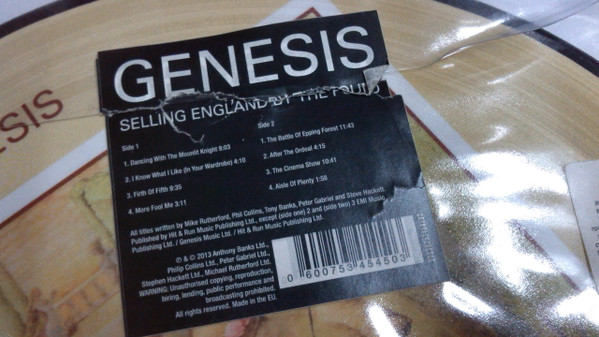 GENESIS
SELLING ENGLAND BY THE POUND
Side 1
1. Dancing With The Moonlit Knight 8:03
2. I Know What I Like (In Your Wardrobe) 4:10
3. Firth Of Fifth 9:35
4. More Fool Me 3:11
Side 2
1. The Battle Of Epping Forest 11:43
2. After The Ordeal 4:15
3. The Cinema Show 10:41
4. Aisle Of Plenty 1:58
All titles written by Mike Rutherford, Phil Collins, Tony Banks, Peter Gabriel and Steve Hackett.
Published by Hit & Run Music Publishing Ltd., except (side one) 2 and (side two) 3 EMI Music
Publishing Ltd. / Genesis Music Ltd. / Hit & Run Music Publishing Ltd.
℗ & © 2013 Anthony Banks Ltd.,
Philip Collins Ltd., Peter Gabriel Ltd.,
Stephen Hackett Ltd., Michael Rutherford Ltd.
WARNING: Unauthorised copying, reproduction,
hiring, lending, public performance and
broadcasting prohibited.
All rights reserved. Made in the EU.
0 600753 454503
ESIS